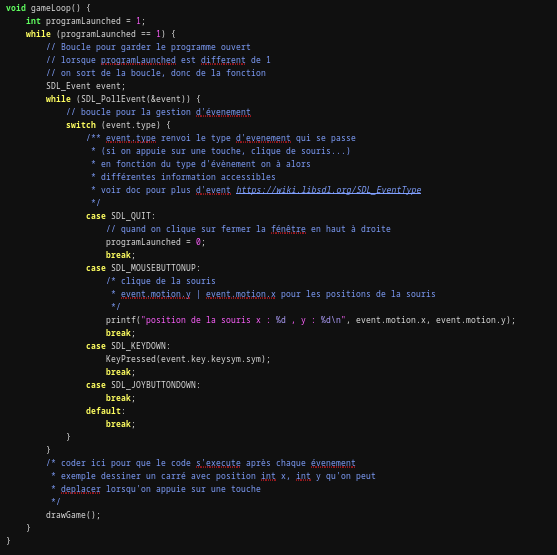 void gameLoop() {
    int programLaunched = 1;
    while (programLaunched == 1) {
        // Boucle pour garder le programme ouvert
        // lorsque programLaunched est different de 1
        // on sort de la boucle, donc de la fonction
        SDL_Event event;
        while (SDL_PollEvent(&event)) {
            // boucle pour la gestion d'évenement
            switch (event.type) {
                /** event.type renvoi le type d'evenement qui se passe
                 * (si on appuie sur une touche, clique de souris...)
                 * en fonction du type d'évènement on à alors
                 * différentes information accessibles
                 * voir doc pour plus d'event https://wiki.libsdl.org/SDL_EventType
                 */
                case SDL_QUIT:
                    // quand on clique sur fermer la fénêtre en haut à droite
                    programLaunched = 0;
                    break;
                case SDL_MOUSEBUTTONUP:
                    /* clique de la souris
                     * event.motion.y | event.motion.x pour les positions de la souris
                     */
                    printf("position de la souris x : %d , y : %d\n", event.motion.x, event.motion.y);
                    break;
                case SDL_KEYDOWN:
                    KeyPressed(event.key.keysym.sym);
                    break;
                case SDL_JOYBUTTONDOWN:
                    break;
                default:
                    break;
            }
        }
        /* coder ici pour que le code s'execute après chaque évenement
         * exemple dessiner un carré avec position int x, int y qu'on peut
         * deplacer lorsqu'on appuie sur une touche
         */
        drawGame();
    }
}